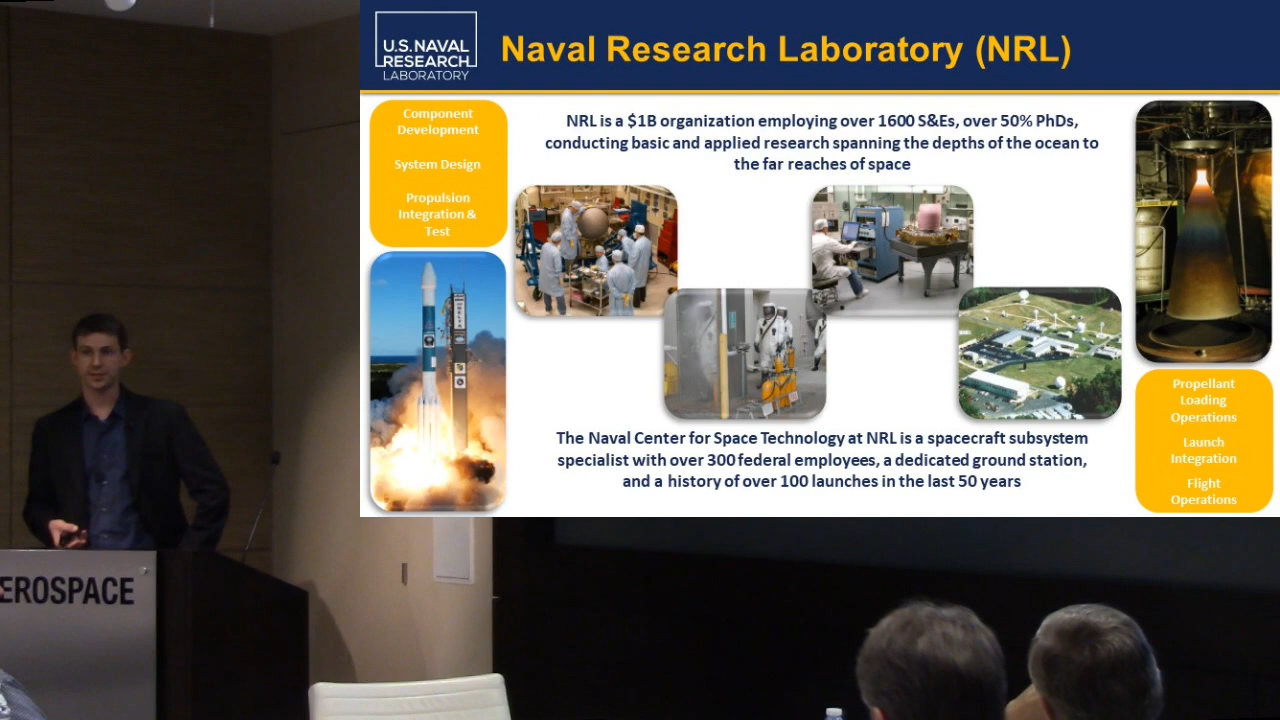 U.S. NAVAL
RESEARCH
LABORATORY
Naval Research Laboratory (NRL)
Component
Development
System Design
Propulsion
Integration &
Test
NRL is a $1B organization employing over 1600 S&Es, over 50% PhDs,
conducting basic and applied research spanning the depths of the ocean to
the far reaches of space
The Naval Center for Space Technology at NRL is a spacecraft subsystem
specialist with over 300 federal employees, a dedicated ground station,
and a history of over 100 launches in the last 50 years
Propellant
Loading
Operations
Launch
Integration
Flight
Operations
EROSPACE